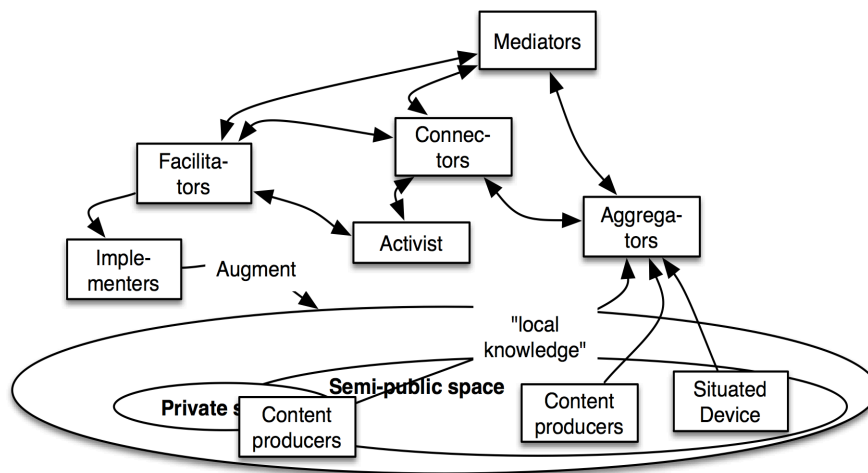 Mediators
Connec-
tors
Facilita-
tors
Aggrega-
tors
Activist
Imple-
menters
Augment
"local
knowledge"
Semi-public space
Private s
Content
producers
Content
producers
Situated
Device